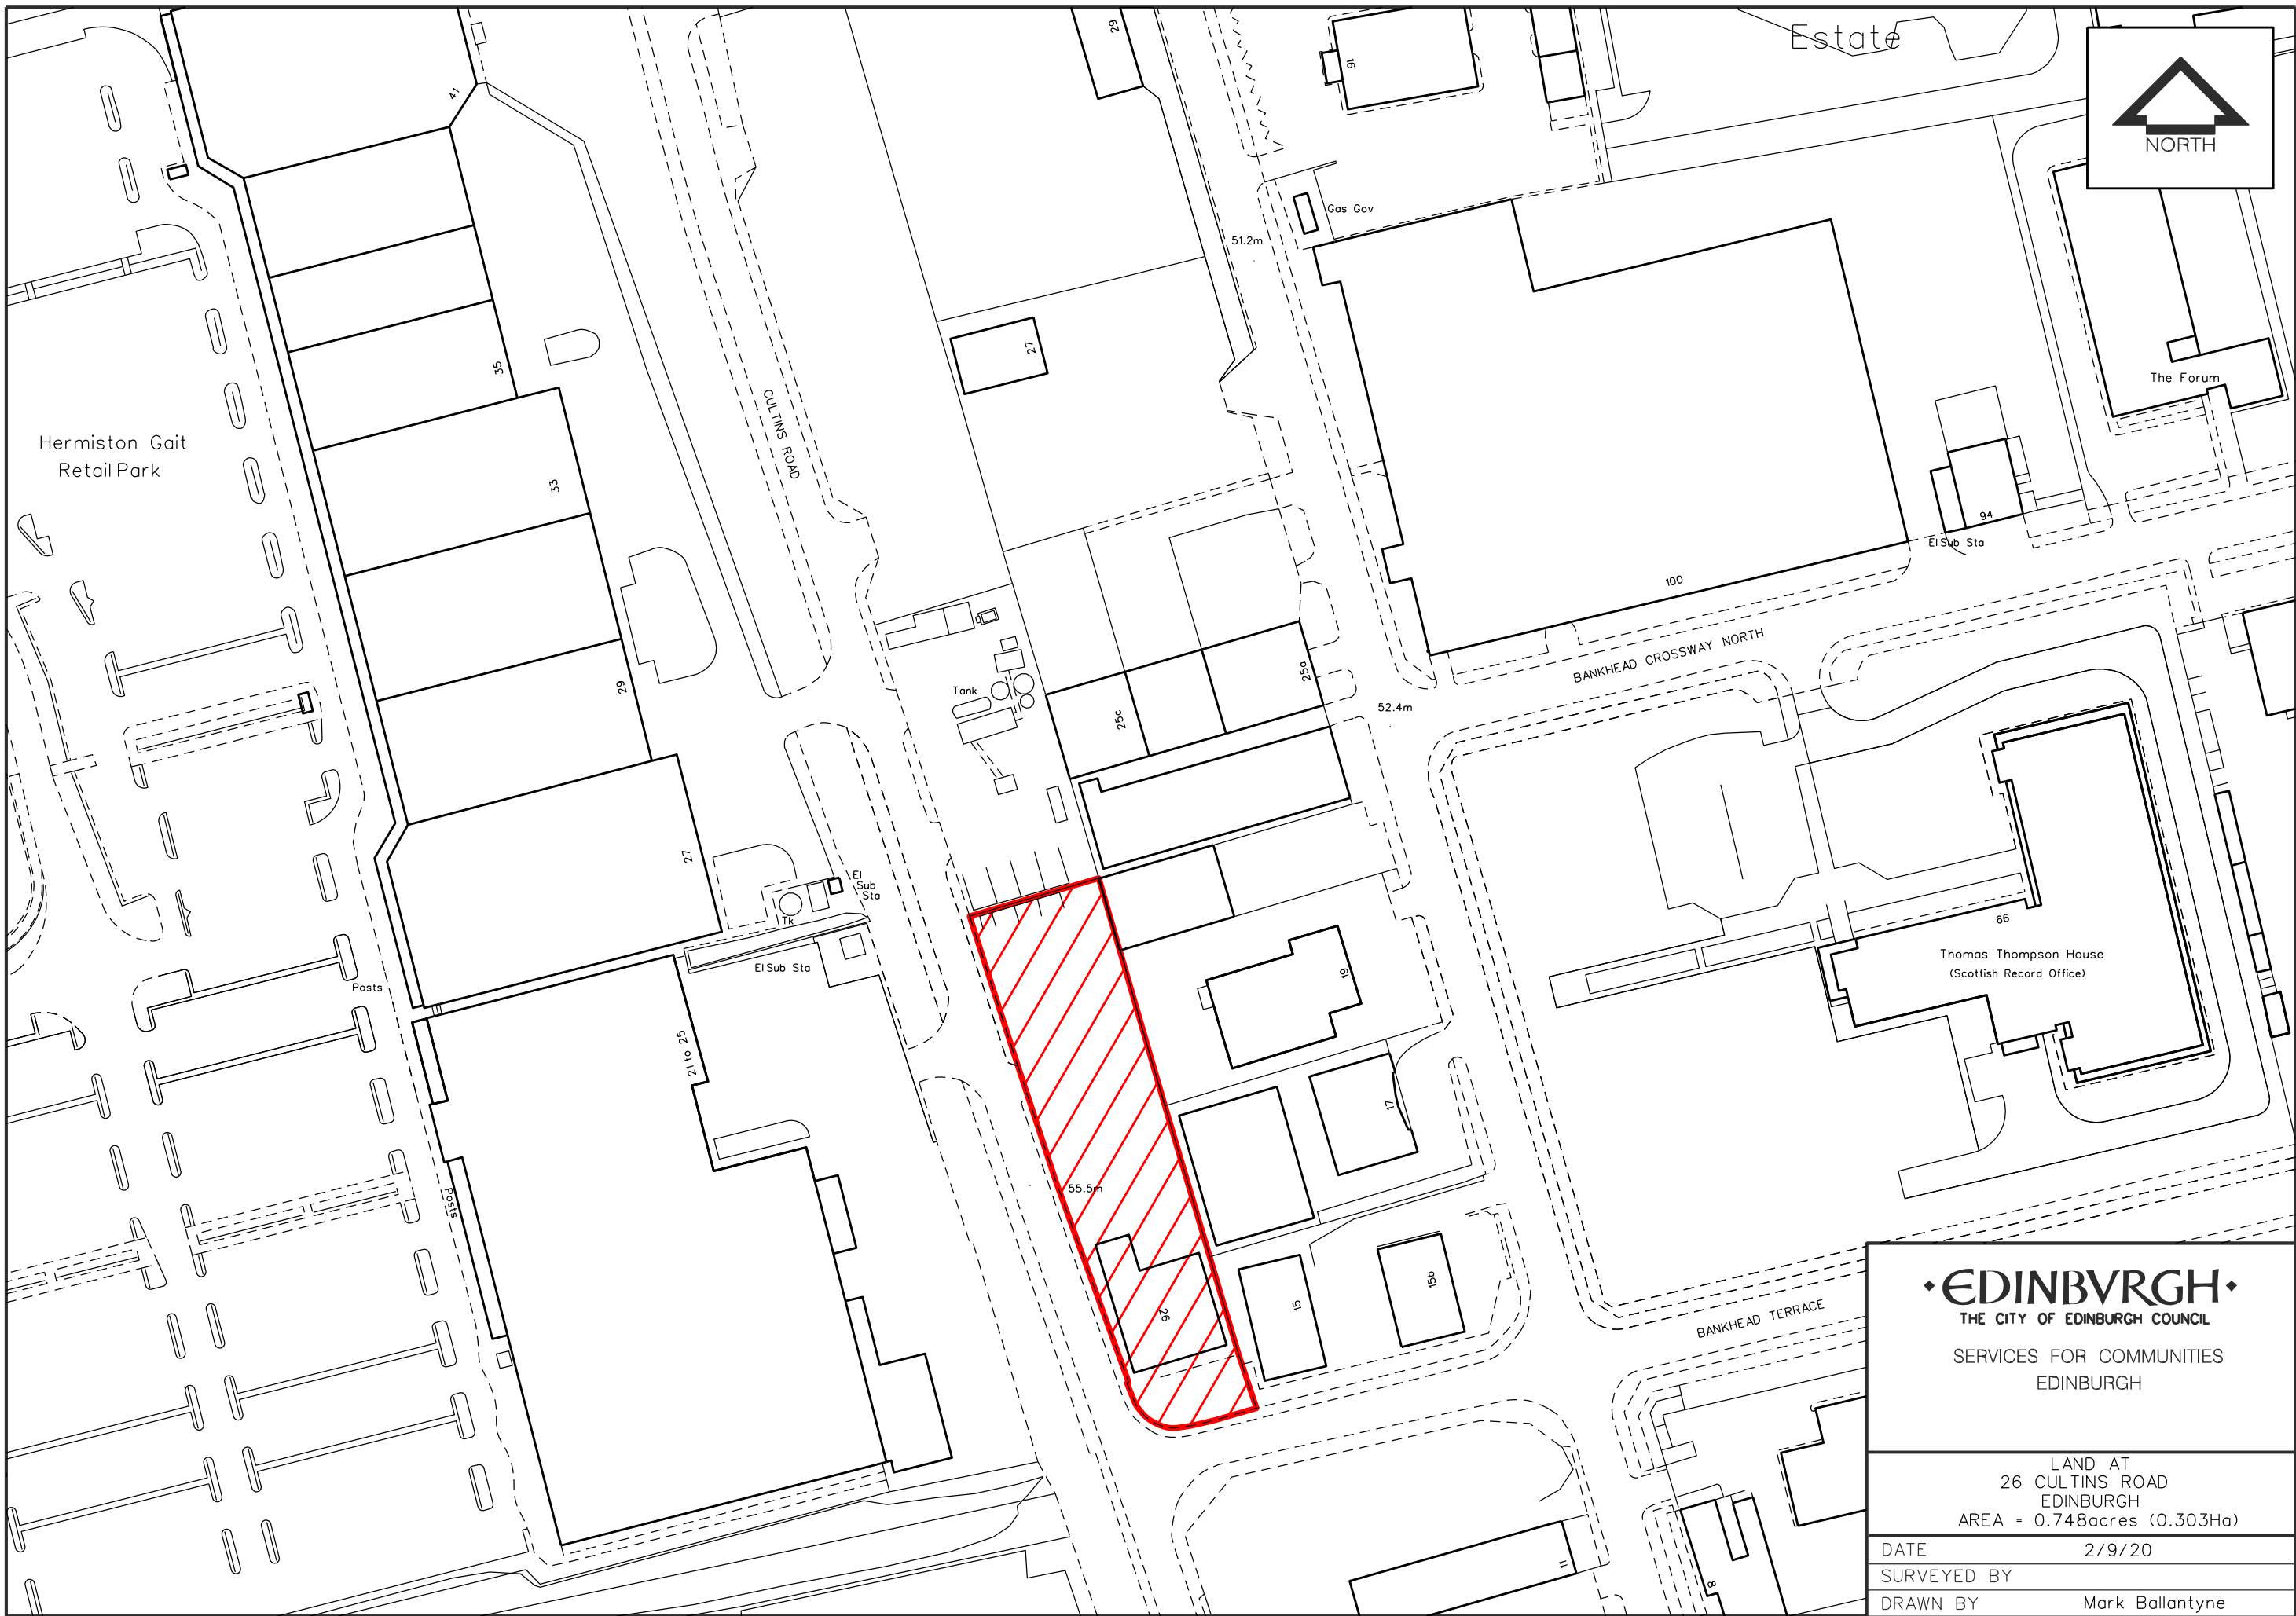 Estate
NORTH
29
16
41
Gas Gov
51.2m
27
35
The Forum
CULTINS ROAD
Hermiston Gait
Retail Park
33
94
El Sub Sta
100
BANKHEAD CROSSWAY NORTH
29
Tank
25c
25a
52.4m
27
El
Sub
Sta
Tk
El Sub Sta
66
Thomas Thompson House
(Scottish Record Office)
19
Posts
21 to 25
17
Posts
55.5m
26
15
15b
BANKHEAD TERRACE
11
8
•EDINBVRGH•
THE CITY OF EDINBURGH COUNCIL
SERVICES FOR COMMUNITIES
EDINBURGH
LAND AT
26 CULTINS ROAD
EDINBURGH
AREA = 0.748acres (0.303Ha)
DATE 2/9/20
SURVEYED BY
DRAWN BY Mark Ballantyne